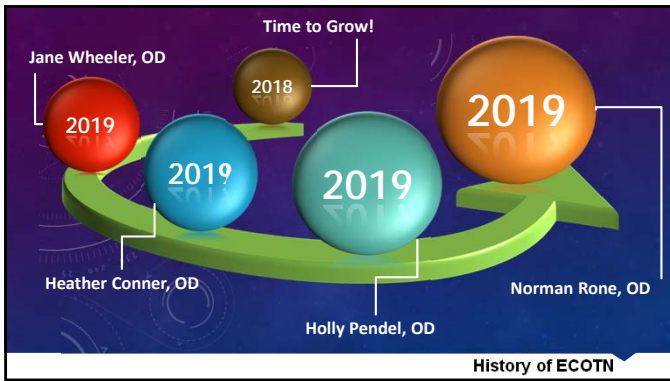 Time to Grow!
2018
Jane Wheeler, OD
2019
2019
Heather Conner, OD
2019
Holly Pendel, OD
2019
Norman Rone, OD
History of ECOTN